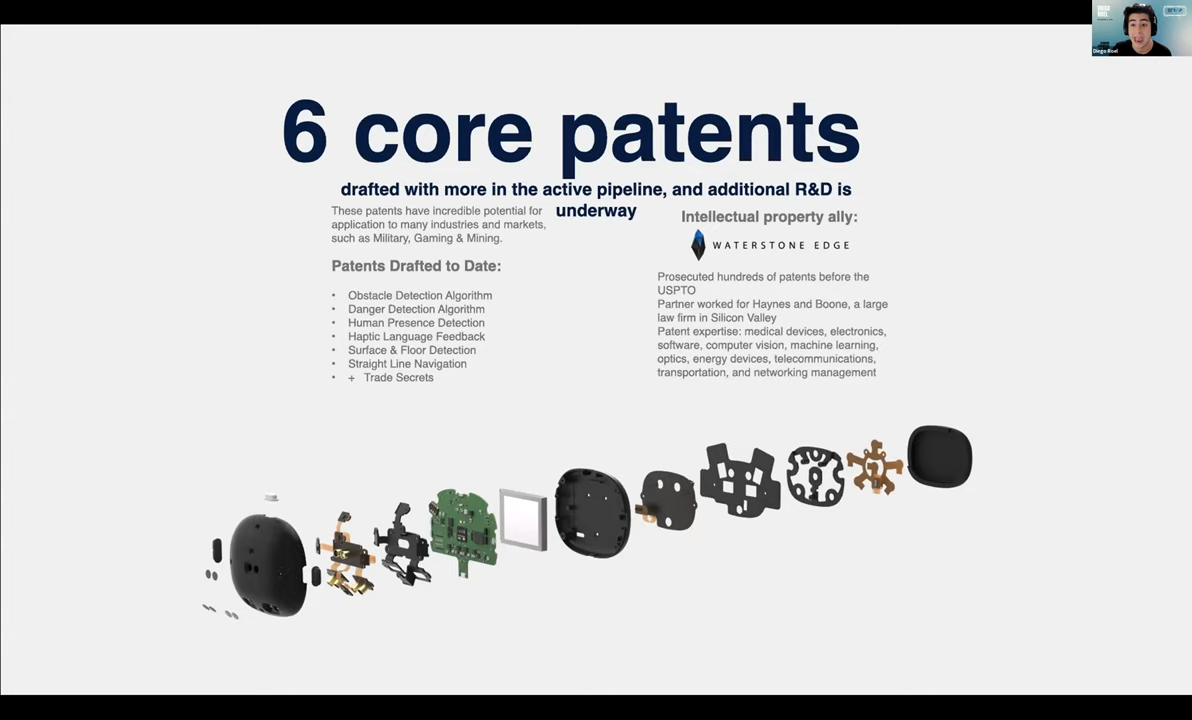 6 core patents
drafted with more in the active pipeline, and additional R&D is
underway
These patents have incredible potential for
application to many industries and markets,
such as Military, Gaming & Mining.
Patents Drafted to Date:
• Obstacle Detection Algorithm
• Danger Detection Algorithm
• Human Presence Detection
• Haptic Language Feedback
• Surface & Floor Detection
• Straight Line Navigation
• + Trade Secrets
Intellectual property ally:
WATERSTONE EDGE
Prosecuted hundreds of patents before the
USPTO
Partner worked for Haynes and Boone, a large
law firm in Silicon Valley
Patent expertise: medical devices, electronics,
software, computer vision, machine learning,
optics, energy devices, telecommunications,
transportation, and networking management
Diego Roel